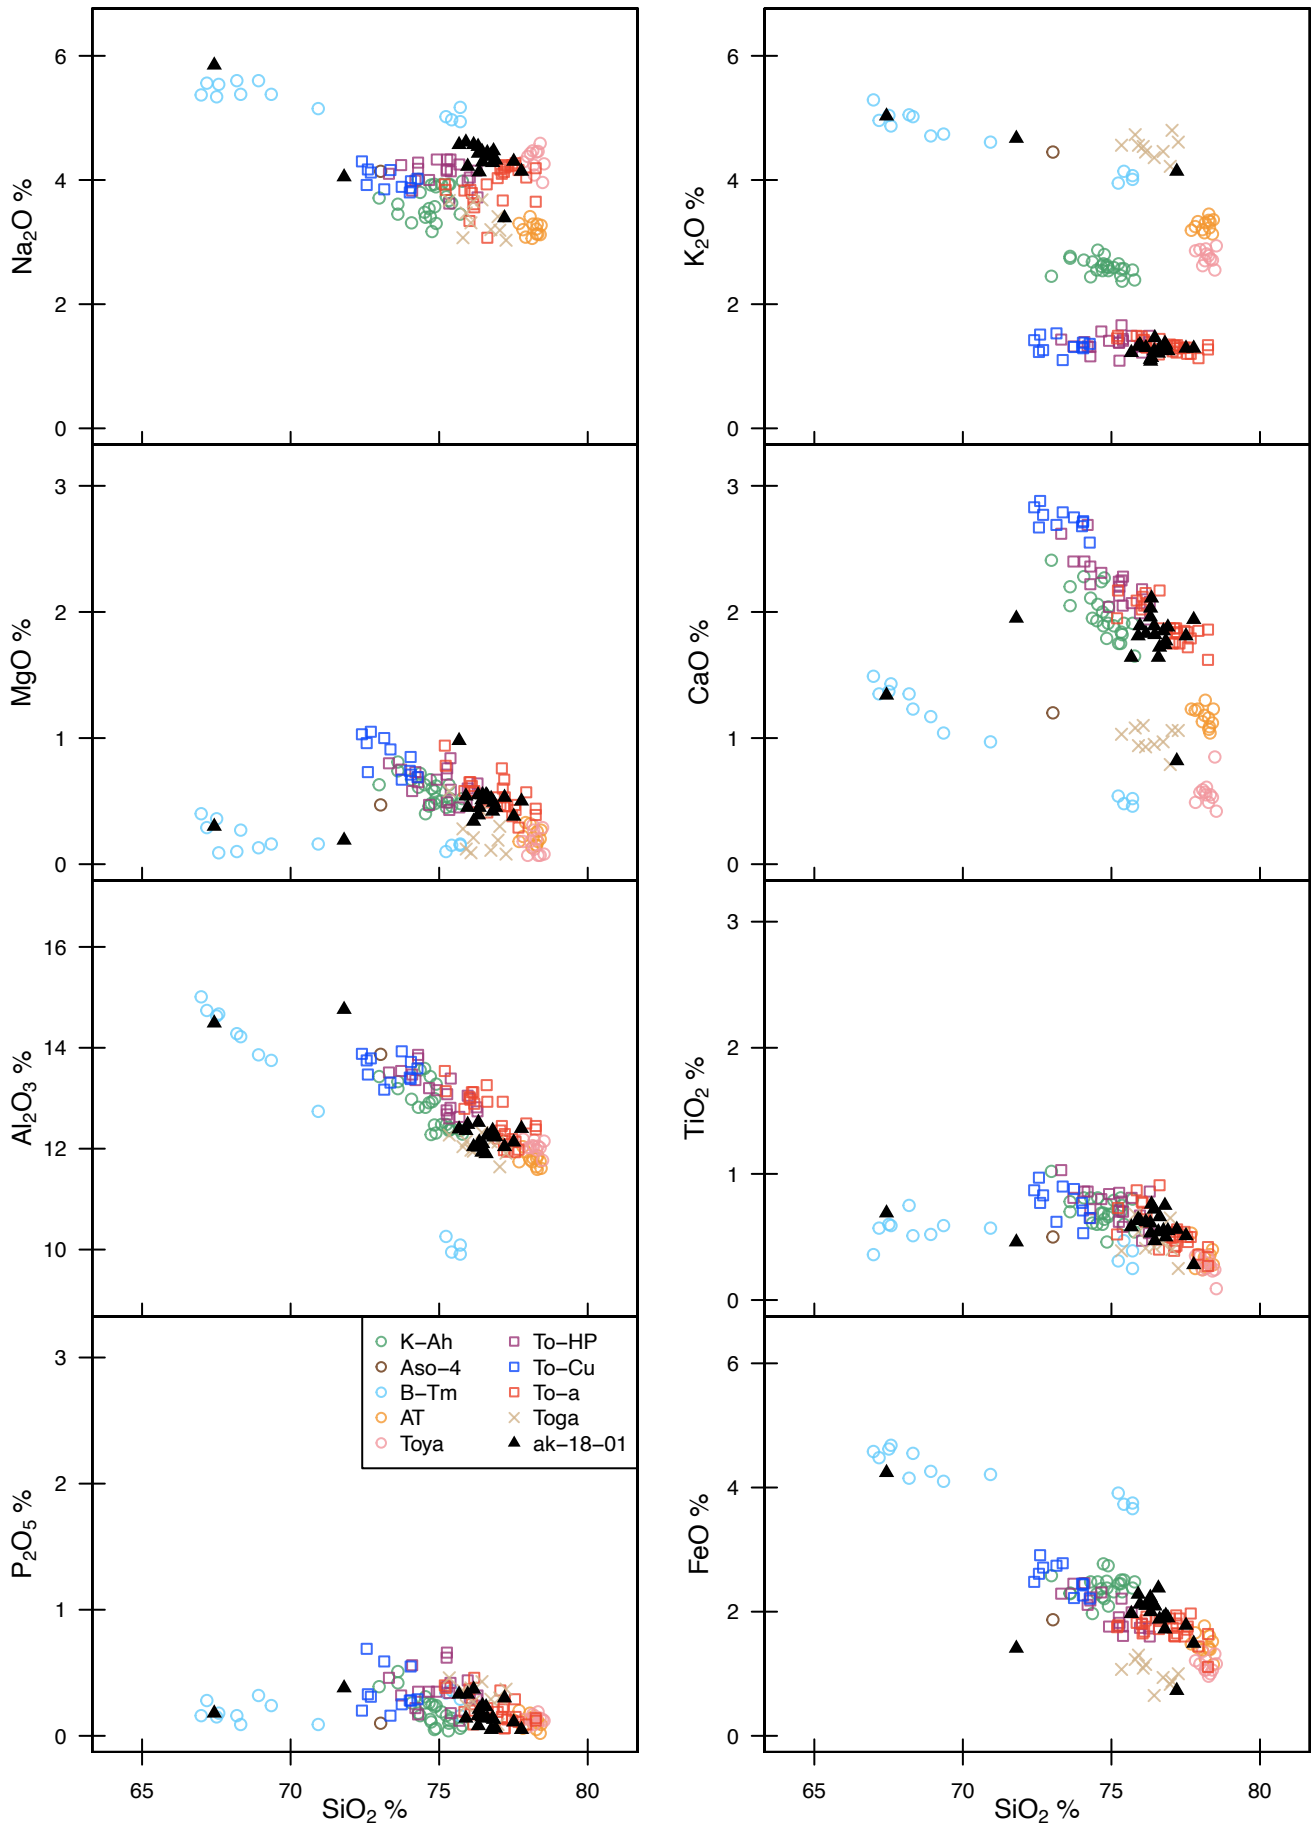 6
4
2
0
Na₂O %
6
4
2
0
K₂O %
3
2
1
0
MgO %
3
2
1
0
CaO %
16
14
12
10
Al₂O₃ %
3
2
1
0
TiO₂ %
3
2
1
0
P₂O₅ %
K−Ah
Aso−4
B−Tm
AT
Toya
To−HP
To−Cu
To−a
Toga
ak−18−01
6
4
2
0
FeO %
65 70 75 80
SiO₂ %
65 70 75 80
SiO₂ %